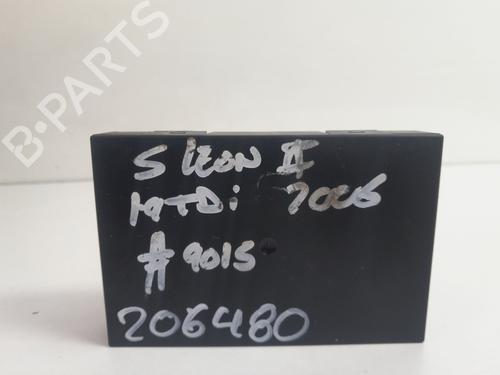 B-PARTS
S LEON II
1.9TDi 2006
#9015
206480